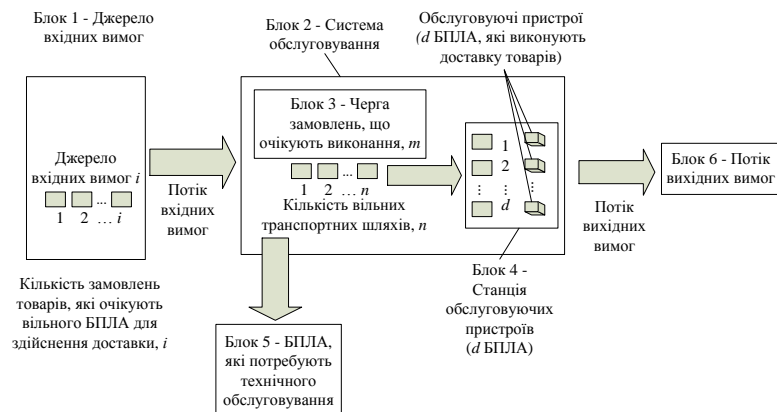 Блок 1 - Джерело
вхідних вимог
Блок 2 - Система
обслуговування
Обслуговуючі пристрої
(d БПЛА, які виконують
доставку товарів)
Джерело
вхідних вимог i
1 2 ... i
...
Потік
вхідних
вимог
Блок 3 - Черга
замовлень, що
очікують виконання, m
...
1 2 ... n
Кількість вільних
транспортних шляхів, n
1
2
⋮ ⋮ ⋮
d
Потік
вихідних
вимог
Блок 6 - Потік
вихідних вимог
Кількість замовлень
товарів, які очікують
вільного БПЛА для
здійснення доставки, i
Блок 5 - БПЛА,
які потребують
технічного
обслуговування
Блок 4 -
Станція
обслуговуючих
пристроїв
(d БПЛА)